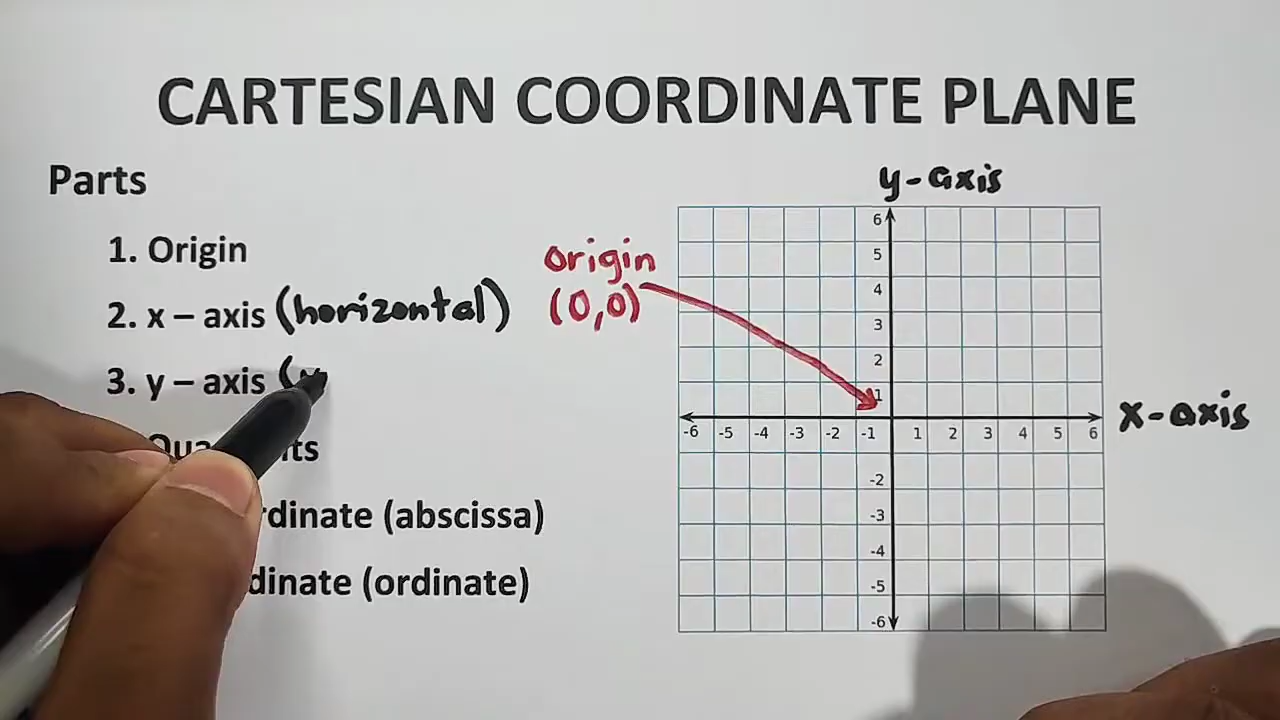 CARTESIAN COORDINATE PLANE
Parts
1. Origin
2. x – axis (horizontal)
3. y – axis (
(abscissa)
(ordinate)
origin
(0,0)
y-axis
6
5
4
3
2
1
-6 -5 -4 -3 -2 -1 1 2 3 4 5 6
x-axis
-2
-3
-4
-5
-6